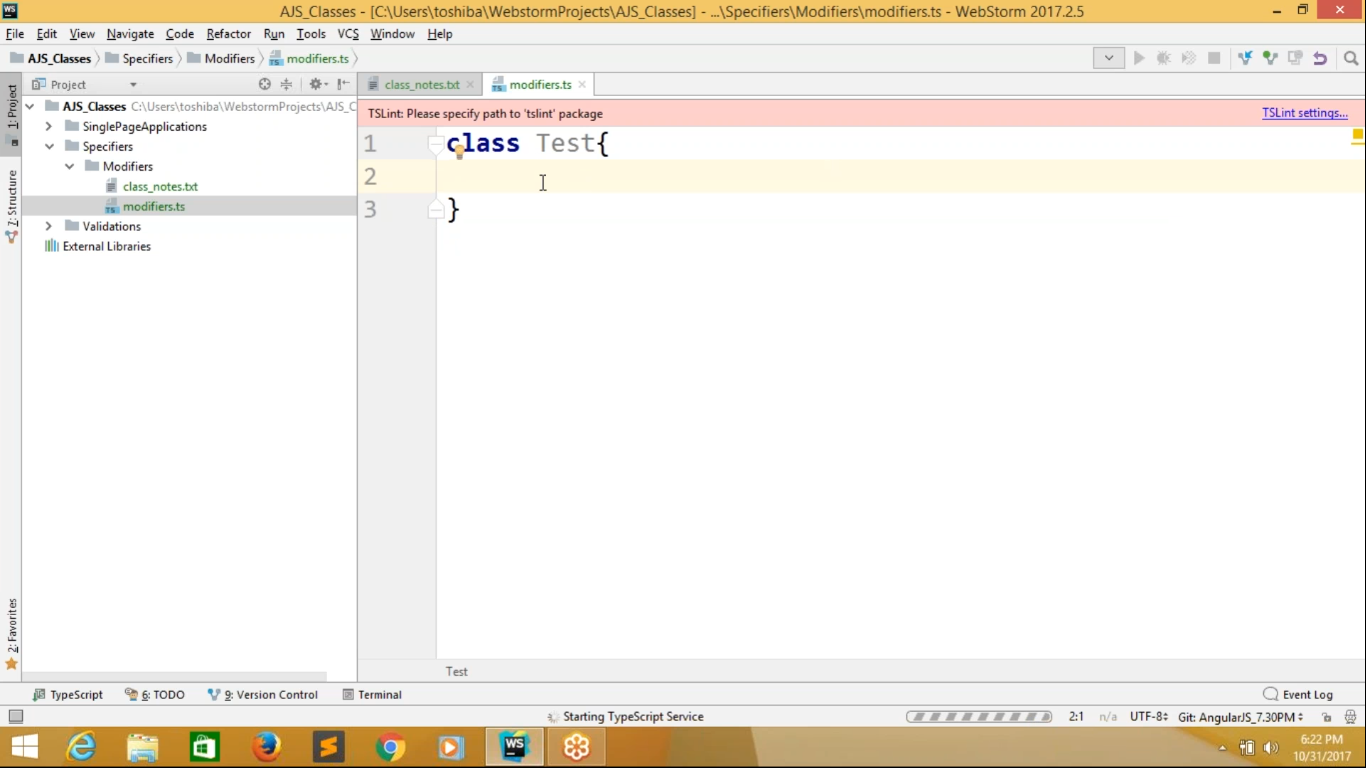 WS
AJS_Classes - [C:\Users\toshiba\WebstormProjects\AJS_Classes] - ...\Specifiers\Modifiers\modifiers.ts - WebStorm 2017.2.5
File Edit View Navigate Code Refactor Run Tools VCS Window Help
AJS_Classes Specifiers Modifiers modifiers.ts
Project
class_notes.txt modifiers.ts
1: Project
AJS_Classes C:\Users\toshiba\WebstormProjects\AJS_C
SinglePageApplications
Specifiers
Modifiers
class_notes.txt
modifiers.ts
Validations
External Libraries
Z: Structure
2: Favorites
TSLint: Please specify path to 'tslint' package TSLint settings...
1 class Test{
2
3 }
Test
TypeScript 6: TODO 9: Version Control Terminal Event Log
Starting TypeScript Service 2:1 n/a UTF-8 Git: AngularJS_7.30PM
WS
6:22 PM
10/31/2017